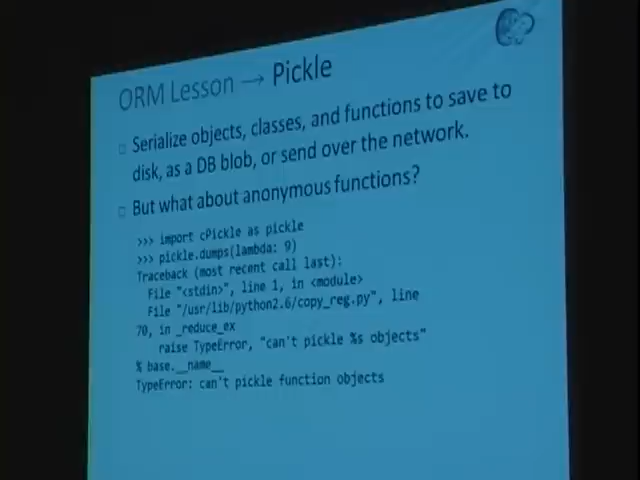 ORM Lesson → Pickle
Serialize objects, classes, and functions to save to
disk, as a DB blob, or send over the network.
But what about anonymous functions?
>>> import cPickle as pickle
>>> pickle.dumps(lambda: 9)
Traceback (most recent call last):
File "<stdin>", line 1, in <module>
File "/usr/lib/python2.6/copy_reg.py", line
70, in _reduce_ex
raise TypeError, "can't pickle %s objects"
% base.__name__
TypeError: can't pickle function objects